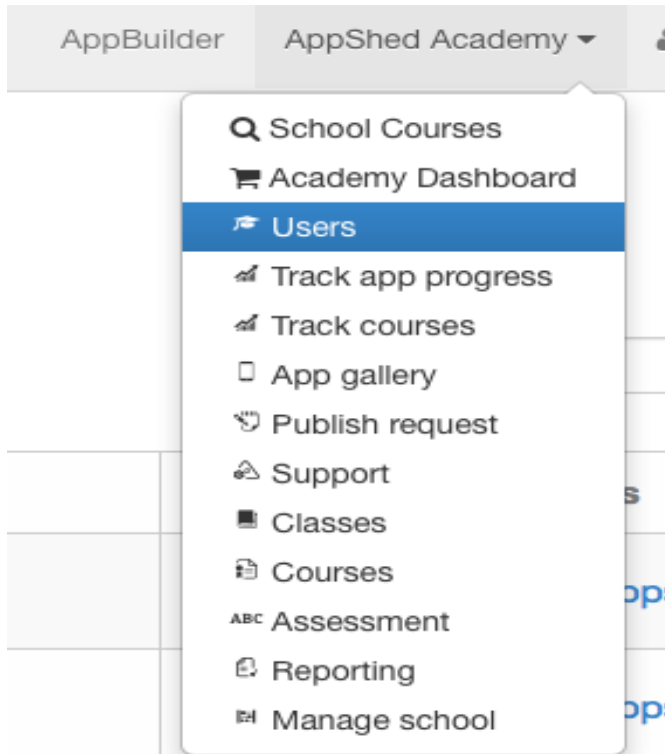 AppBuilder AppShed Academy
School Courses
Academy Dashboard
Users
Track app progress
Track courses
App gallery
Publish request
Support
Classes
Courses
ABC Assessment
Reporting
Manage school